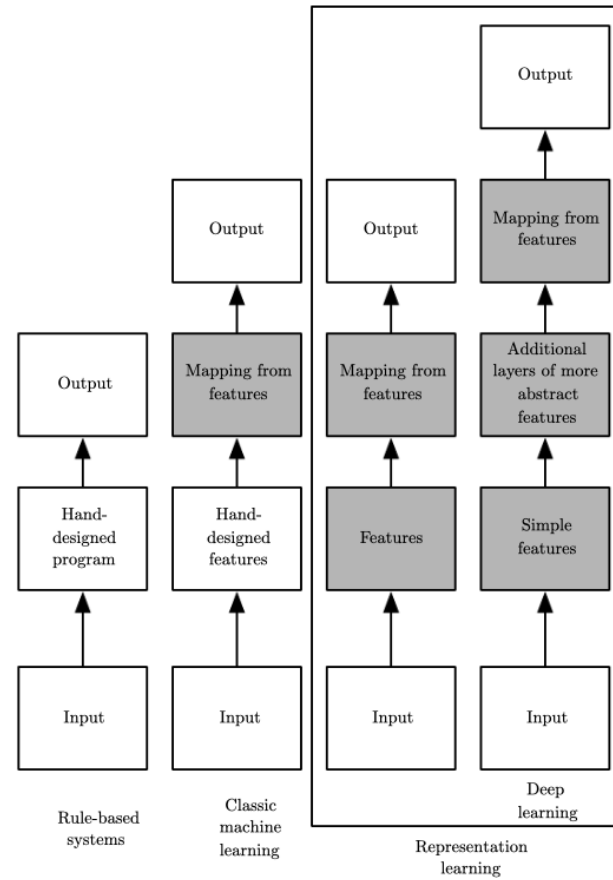 Output
Output
Output
Mapping from
features
Output
Mapping from
features
Mapping from
features
Additional
layers of more
abstract
features
Hand-
designed
program
Hand-
designed
features
Features
Simple
features
Input
Input
Input
Input
Rule-based
systems
Classic
machine
learning
Representation
learning
Deep
learning